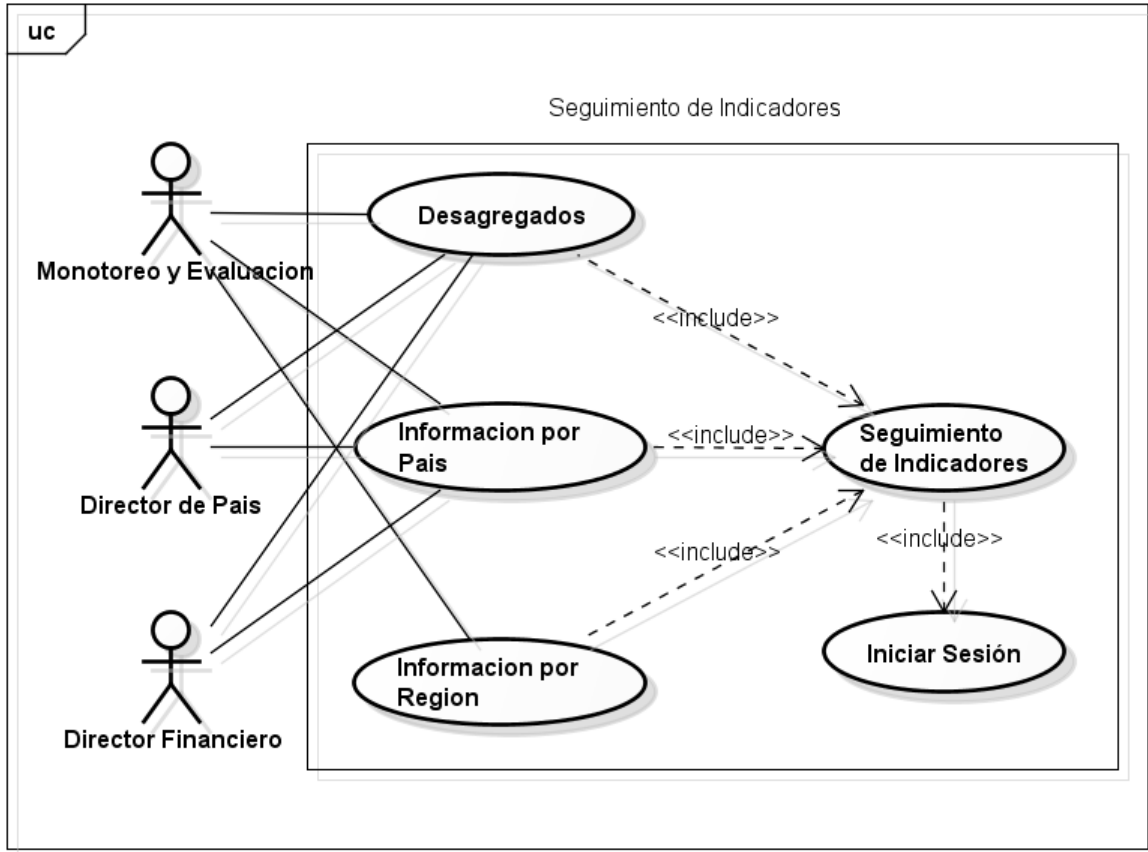 uc
Seguimiento de Indicadores
Desagregados
Monotoreo y Evaluacion
<<include>>
Informacion por
Pais
<<include>>
Seguimiento
de Indicadores
Director de Pais
<<include>>
<<include>>
Informacion por
Region
Iniciar Sesión
Director Financiero